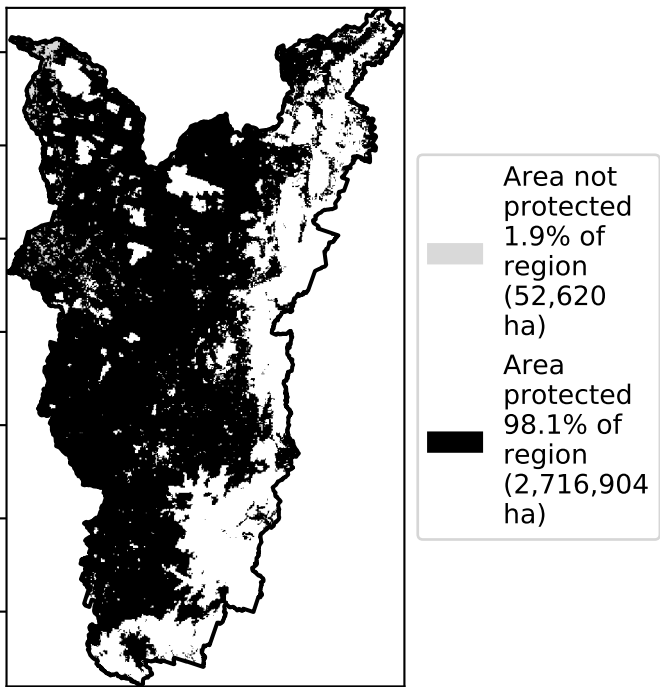 Area not
protected
1.9% of
region
(52,620
ha)
Area
protected
98.1% of
region
(2,716,904
ha)